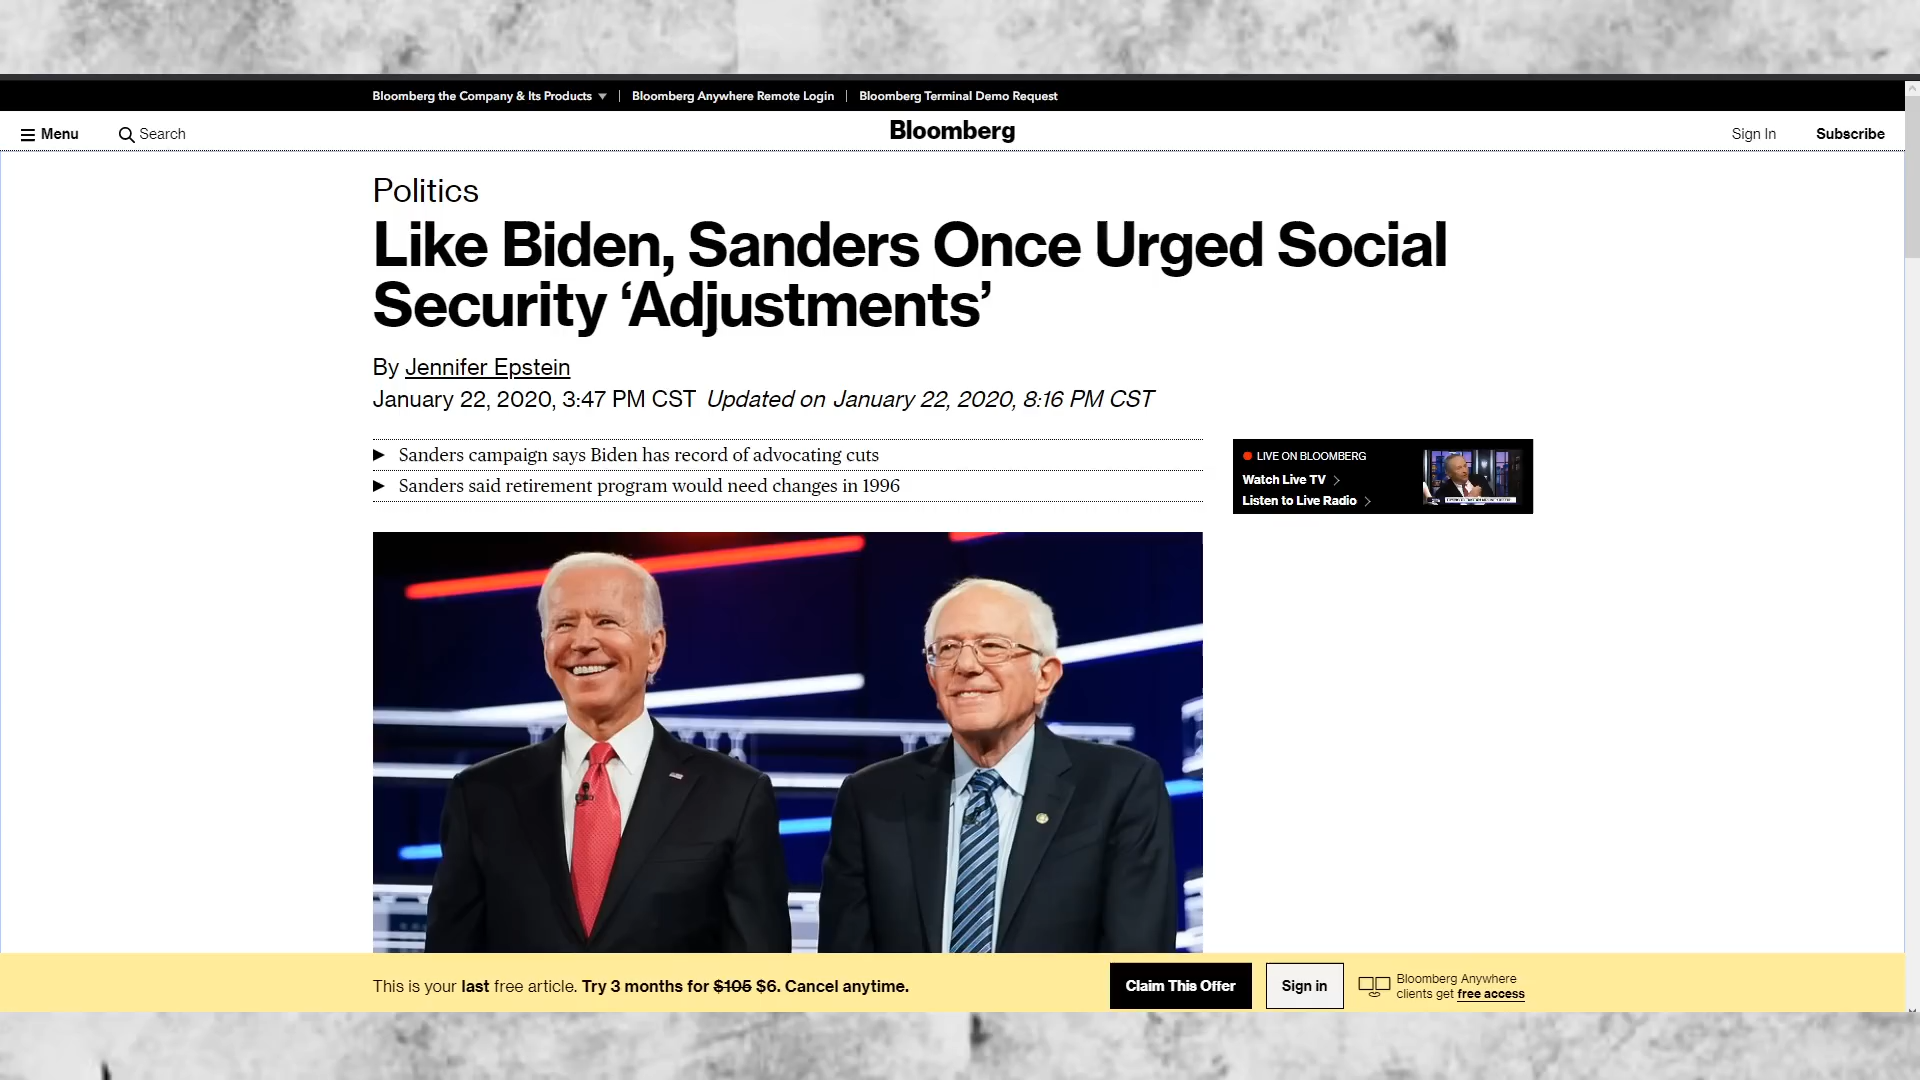 Bloomberg the Company & Its Products
Bloomberg Anywhere Remote Login
Bloomberg Terminal Demo Request
Menu
Search
Bloomberg
Sign In
Subscribe
Politics
Like Biden, Sanders Once Urged Social
Security ‘Adjustments’
By Jennifer Epstein
January 22, 2020, 3:47 PM CST Updated on January 22, 2020, 8:16 PM CST
Sanders campaign says Biden has record of advocating cuts
Sanders said retirement program would need changes in 1996
LIVE ON BLOOMBERG
Watch Live TV
Listen to Live Radio
This is your last free article. Try 3 months for $105 $6. Cancel anytime.
Claim This Offer
Sign in
Bloomberg Anywhere
clients get free access